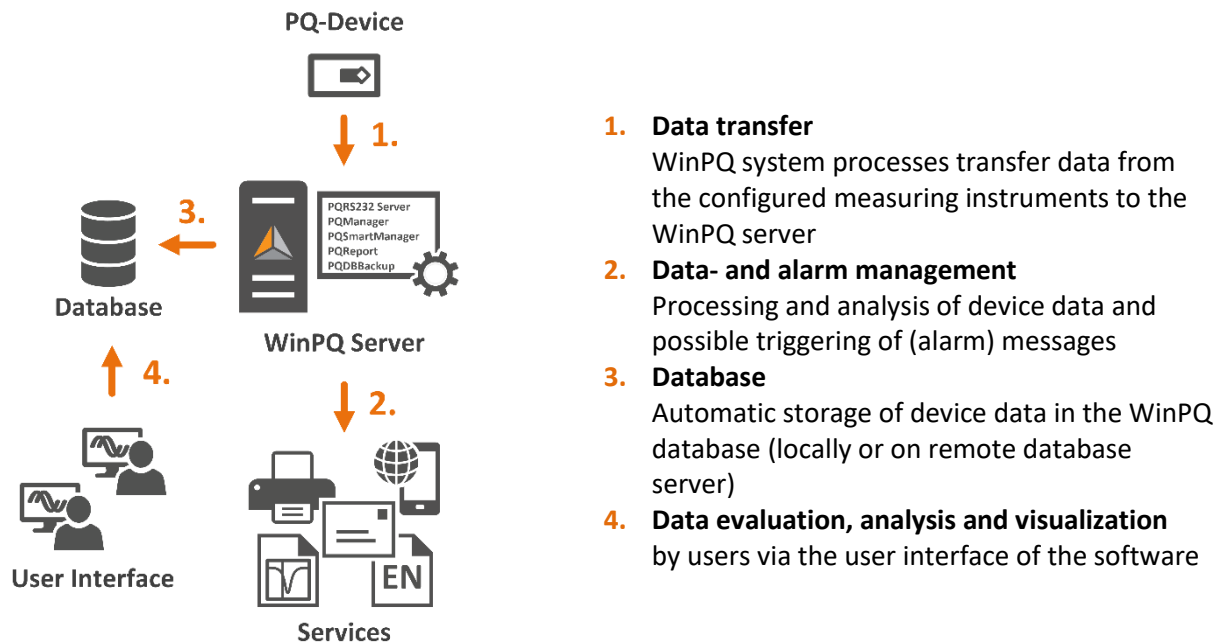 PQ-Device
1.
PQRS232 Server
PQManager
PQSmartManager
PQReport
PQDBBackup
3.
Database
WinPQ Server
4.
2.
EN
User Interface
Services
1. Data transfer
WinPQ system processes transfer data from
the configured measuring instruments to the
WinPQ server
2. Data- and alarm management
Processing and analysis of device data and
possible triggering of (alarm) messages
3. Database
Automatic storage of device data in the WinPQ
database (locally or on remote database
server)
4. Data evaluation, analysis and visualization
by users via the user interface of the software